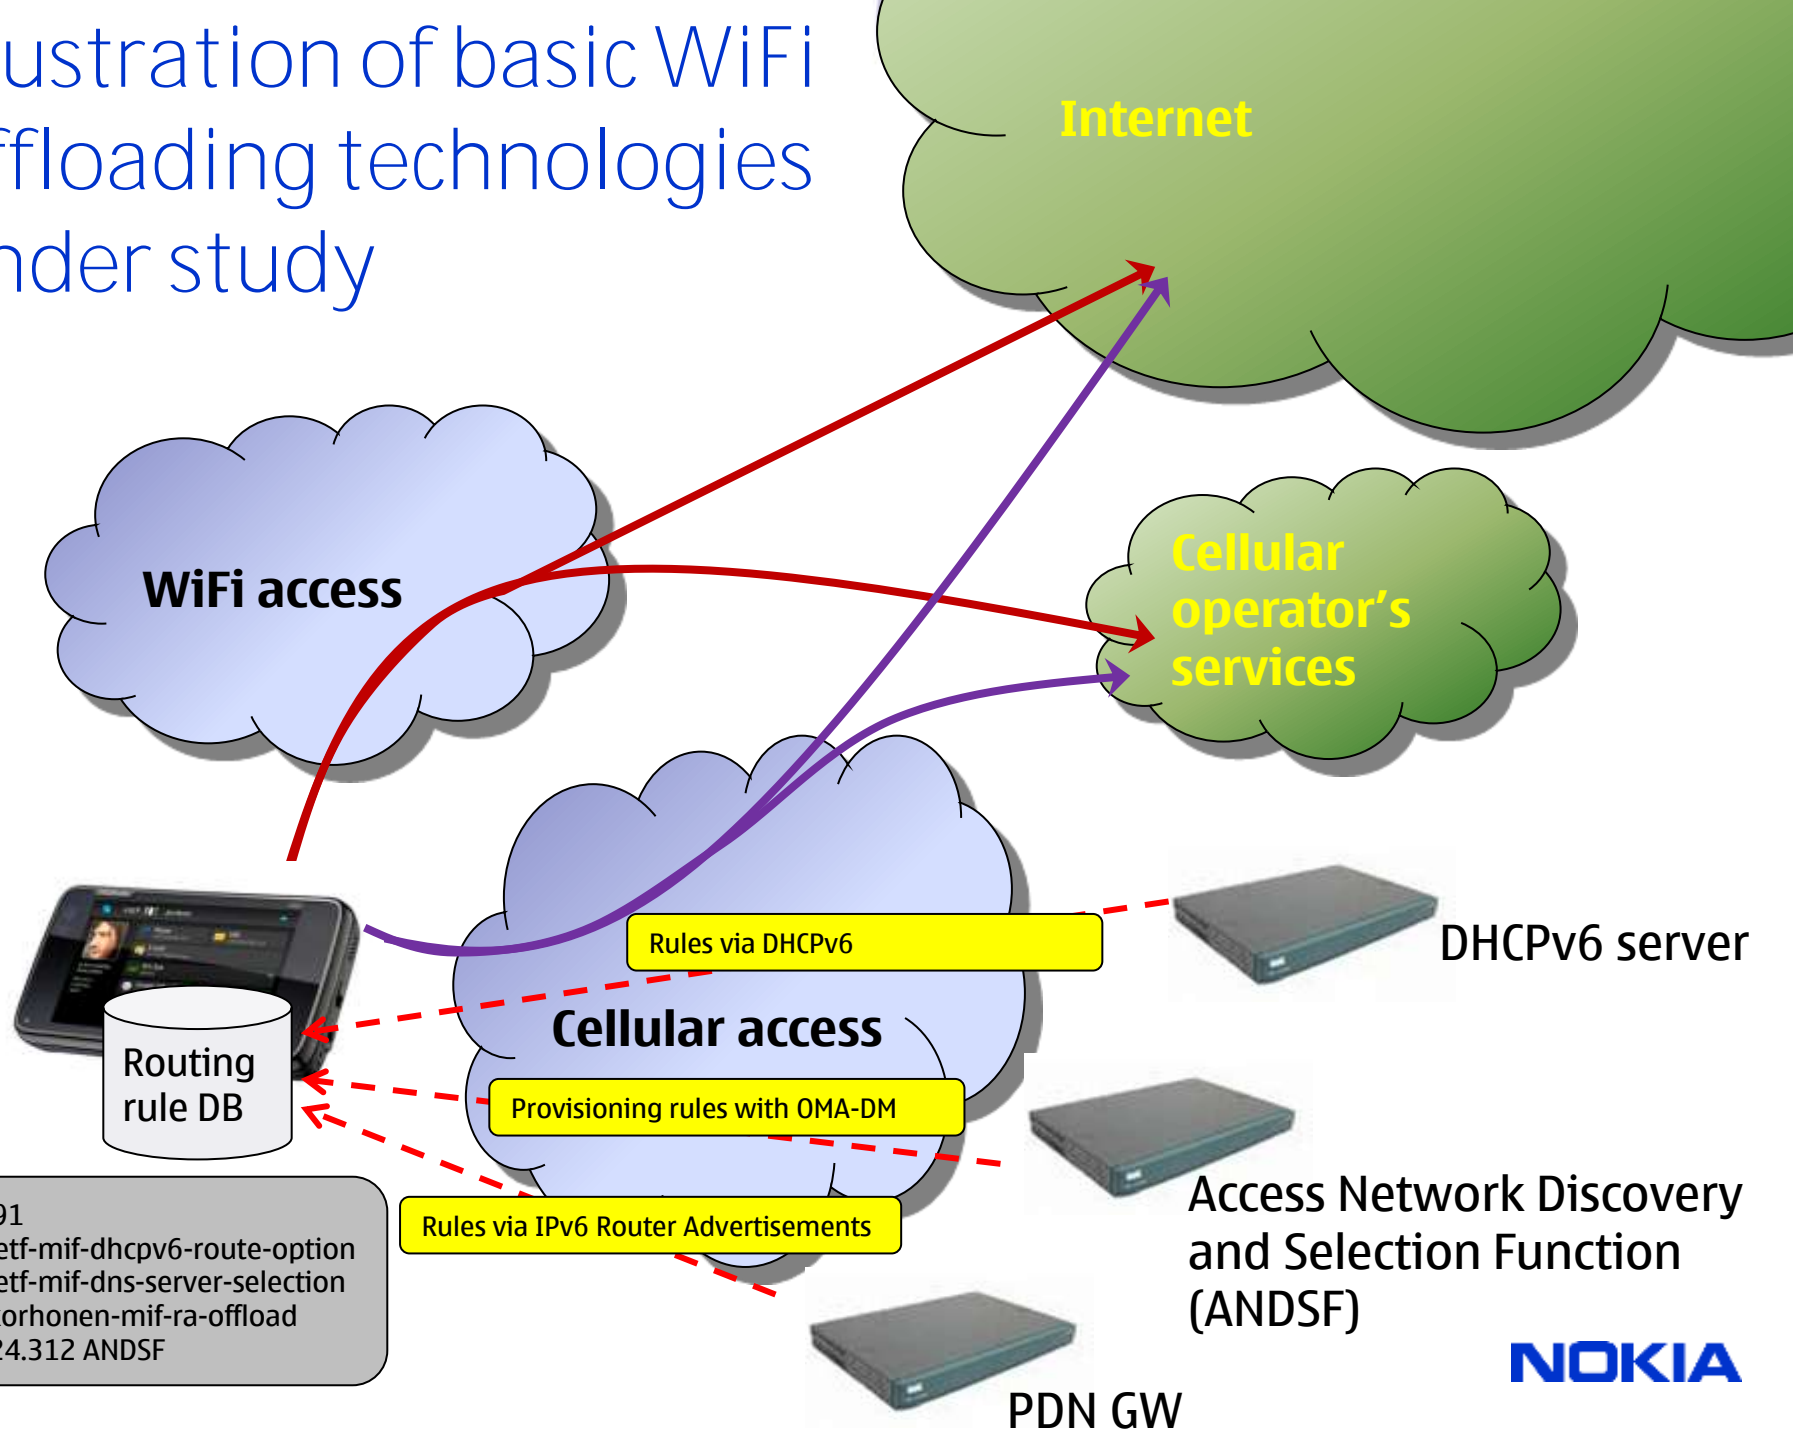 ustration of basic WiFi
ffloading technologies
nder study
Internet
WiFi access
Cellular
operator's
services
Rules via DHCPv6
DHCPv6 server
Cellular access
Routing
rule DB
Provisioning rules with OMA-DM
Access Network Discovery
and Selection Function
(ANDSF)
Rules via IPv6 Router Advertisements
91
etf-mif-dhcpv6-route-option
etf-mif-dns-server-selection
korhonen-mif-ra-offload
24.312 ANDSF
PDN GW
NOKIA